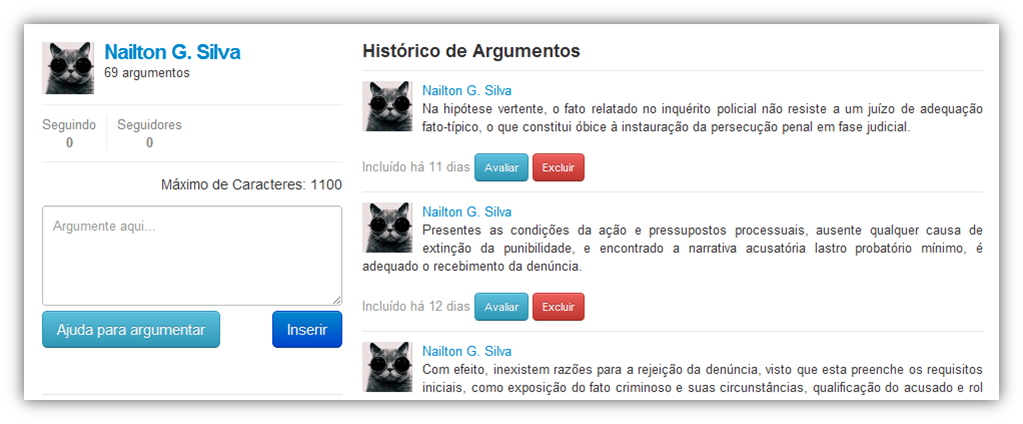 Nailton G. Silva
69 argumentos
Seguindo
0
Seguidores
0
Máximo de Caracteres: 1100
Argumente aqui...
Ajuda para argumentar
Inserir
Histórico de Argumentos
Nailton G. Silva
Na hipótese vertente, o fato relatado no inquérito policial não resiste a um juízo de adequação
fato-típico, o que constitui óbice à instauração da persecução penal em fase judicial.
Incluído há 11 dias Avaliar Excluir
Nailton G. Silva
Presentes as condições da ação e pressupostos processuais, ausente qualquer causa de
extinção da punibilidade, e encontrado a narrativa acusatória lastro probatório mínimo, é
adequado o recebimento da denúncia.
Incluído há 12 dias Avaliar Excluir
Nailton G. Silva
Com efeito, inexistem razões para a rejeição da denúncia, visto que esta preenche os requisitos
iniciais, como exposição do fato criminoso e suas circunstâncias, qualificação do acusado e rol